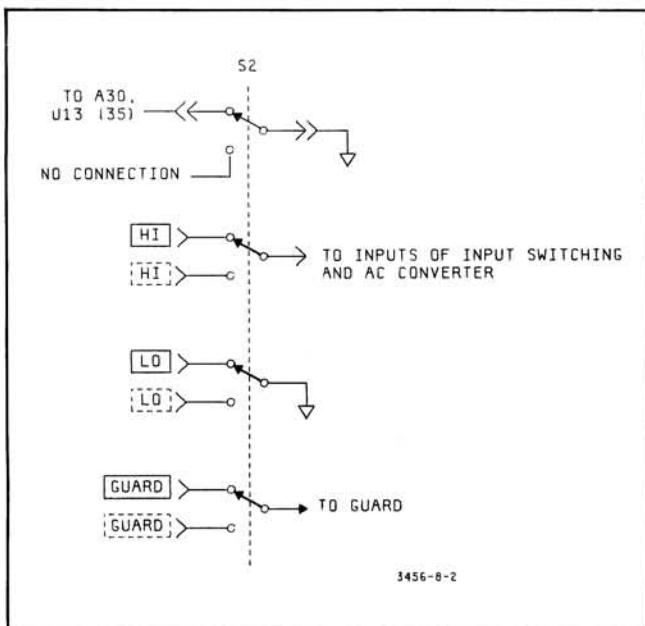 S2
TO A30,
U13 (35)
NO CONNECTION
HI
HI
TO INPUTS OF INPUT SWITCHING
AND AC CONVERTER
LO
LO
GUARD
GUARD
TO GUARD
3456-8-2